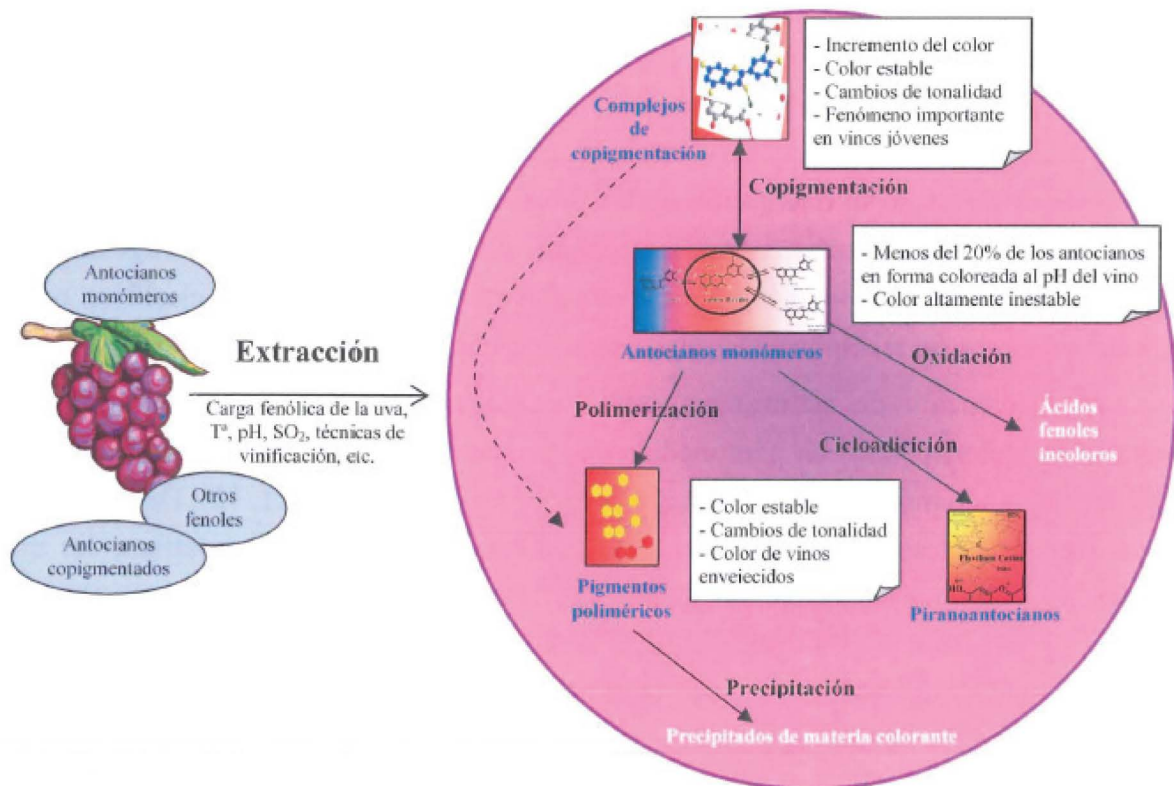 - Incremento del color
- Color estable
- Cambios de tonalidad
- Fenómeno importante
en vinos jóvenes
Complejos
de
copigmentación
Copigmentación
Antocianos
monómeros
- Menos del 20% de los antocianos
en forma coloreada al pH del vino
- Color altamente inestable
Antocianos monómeros
Extracción
Carga fenólica de la uva,
Tª, pH, SO₂, técnicas de
vinificación, etc.
Oxidación
Polimerización
Cicloadicición
Ácidos
fenoles
incoloros
Otros
fenoles
Antocianos
copigmentados
- Color estable
- Cambios de tonalidad
- Color de vinos
enveiecidos
Pigmentos
poliméricos
HO
Piranoantocianos
Precipitación
Precipitados de materia colorante